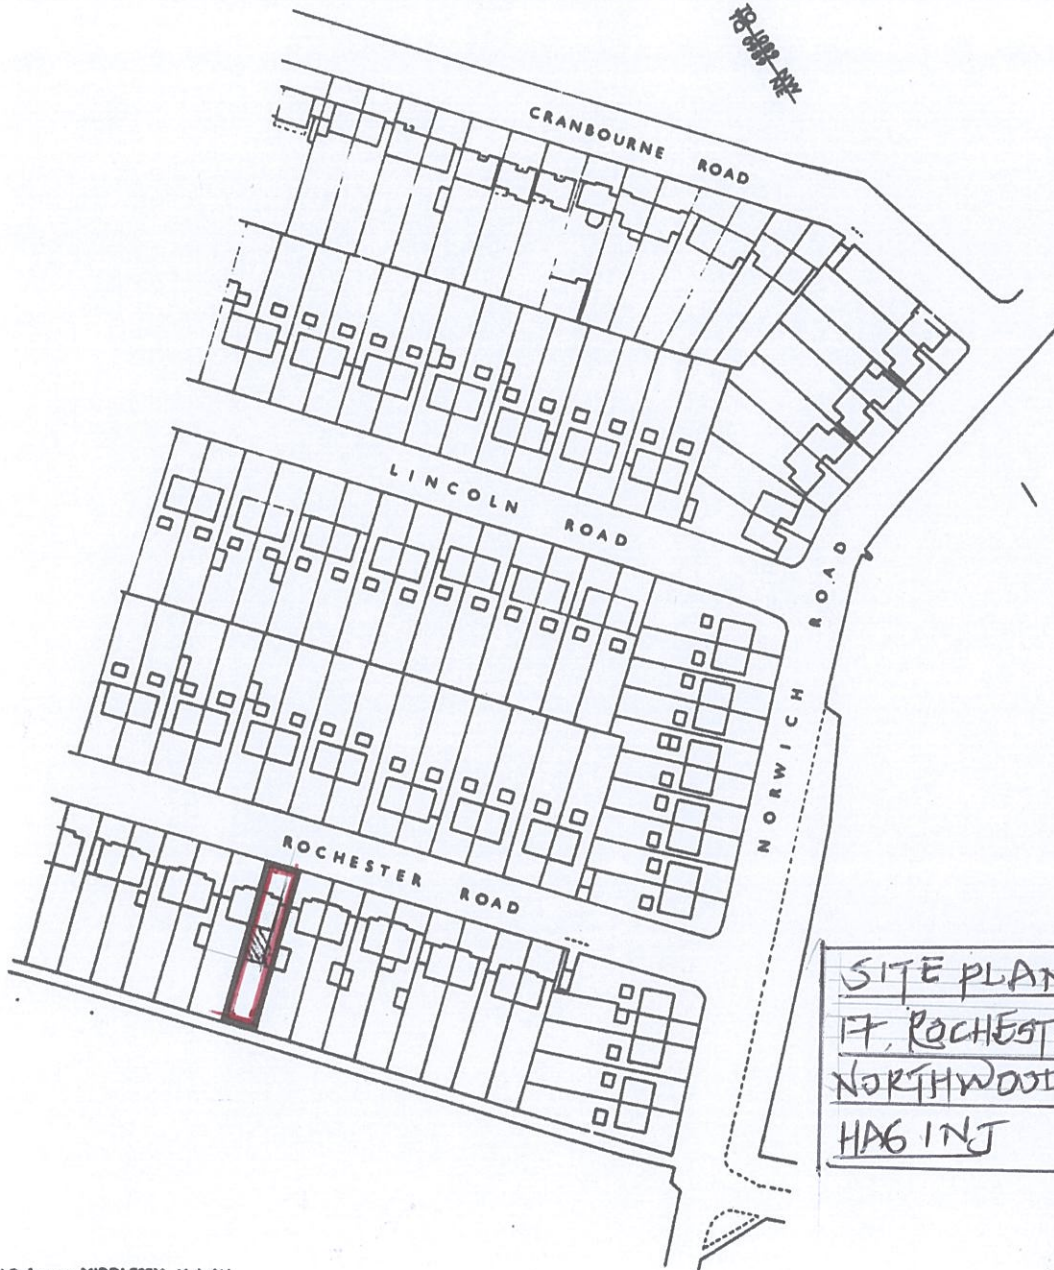 CRANBOURNE ROAD
LINCOLN ROAD
NORWICH ROAD
ROCHESTER ROAD
SITE PLAN
17, ROCHEST
NORTHWOOD
HA6 1NJ